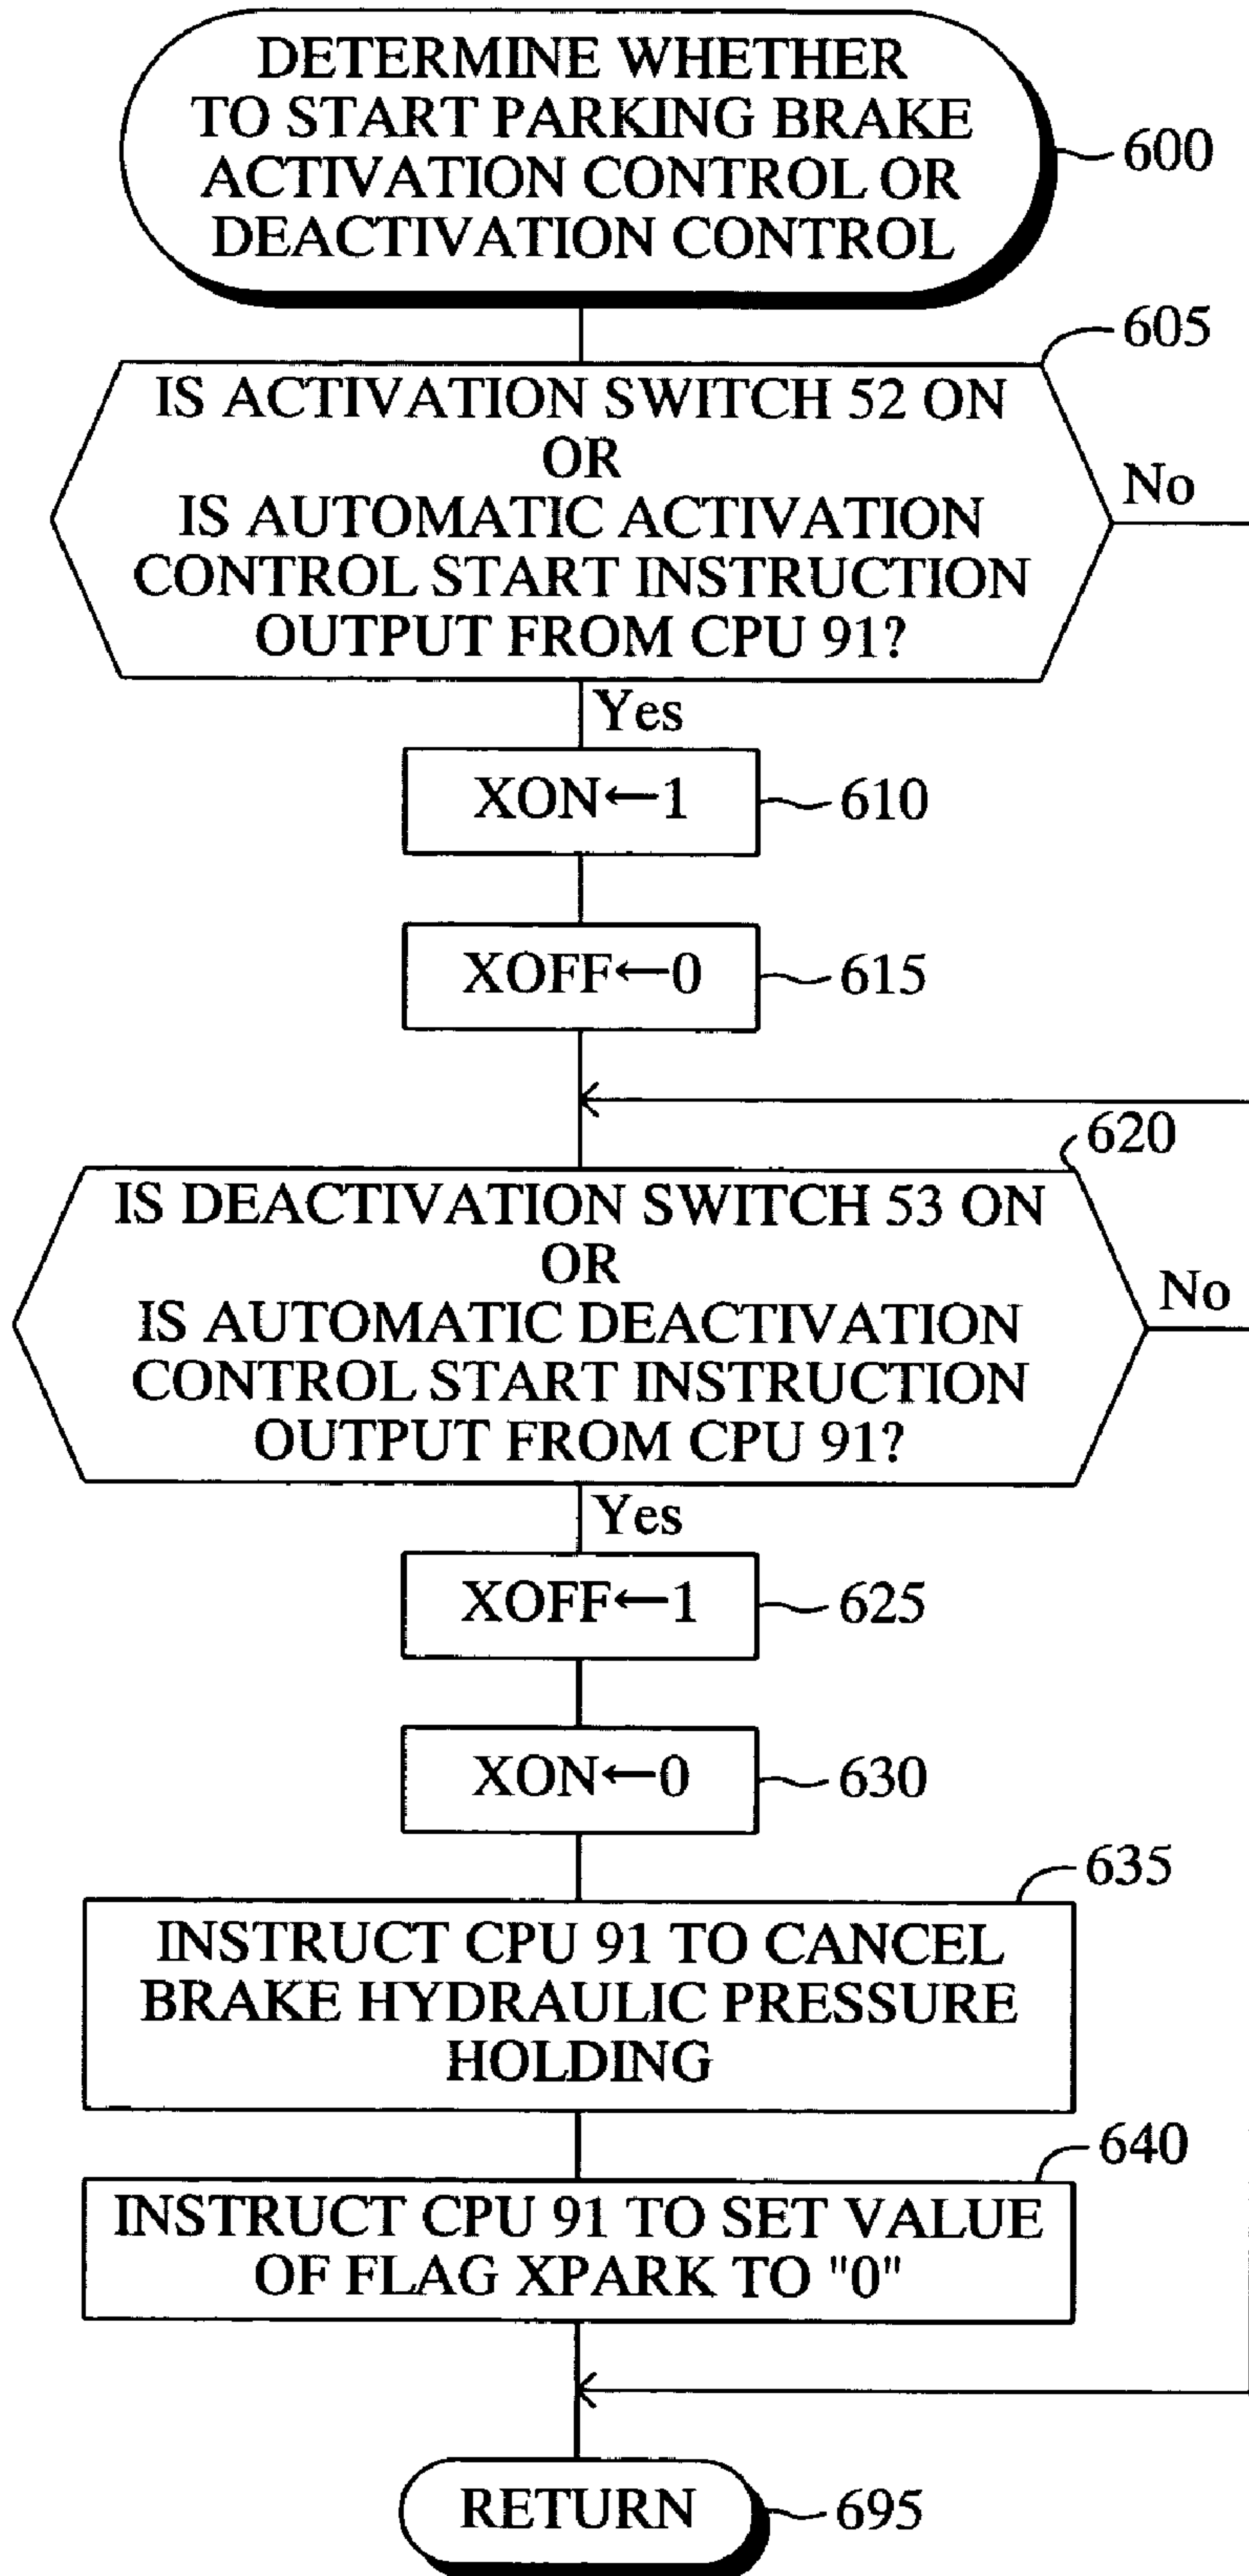 DETERMINE WHETHER
TO START PARKING BRAKE
ACTIVATION CONTROL OR
DEACTIVATION CONTROL
600
605
IS ACTIVATION SWITCH 52 ON
OR
IS AUTOMATIC ACTIVATION
CONTROL START INSTRUCTION
OUTPUT FROM CPU 91?
No
Yes
XON←1
610
XOFF←0
615
620
IS DEACTIVATION SWITCH 53 ON
OR
IS AUTOMATIC DEACTIVATION
CONTROL START INSTRUCTION
OUTPUT FROM CPU 91?
No
Yes
XOFF←1
625
XON←0
630
635
INSTRUCT CPU 91 TO CANCEL
BRAKE HYDRAULIC PRESSURE
HOLDING
640
INSTRUCT CPU 91 TO SET VALUE
OF FLAG XPARK TO "0"
RETURN
695